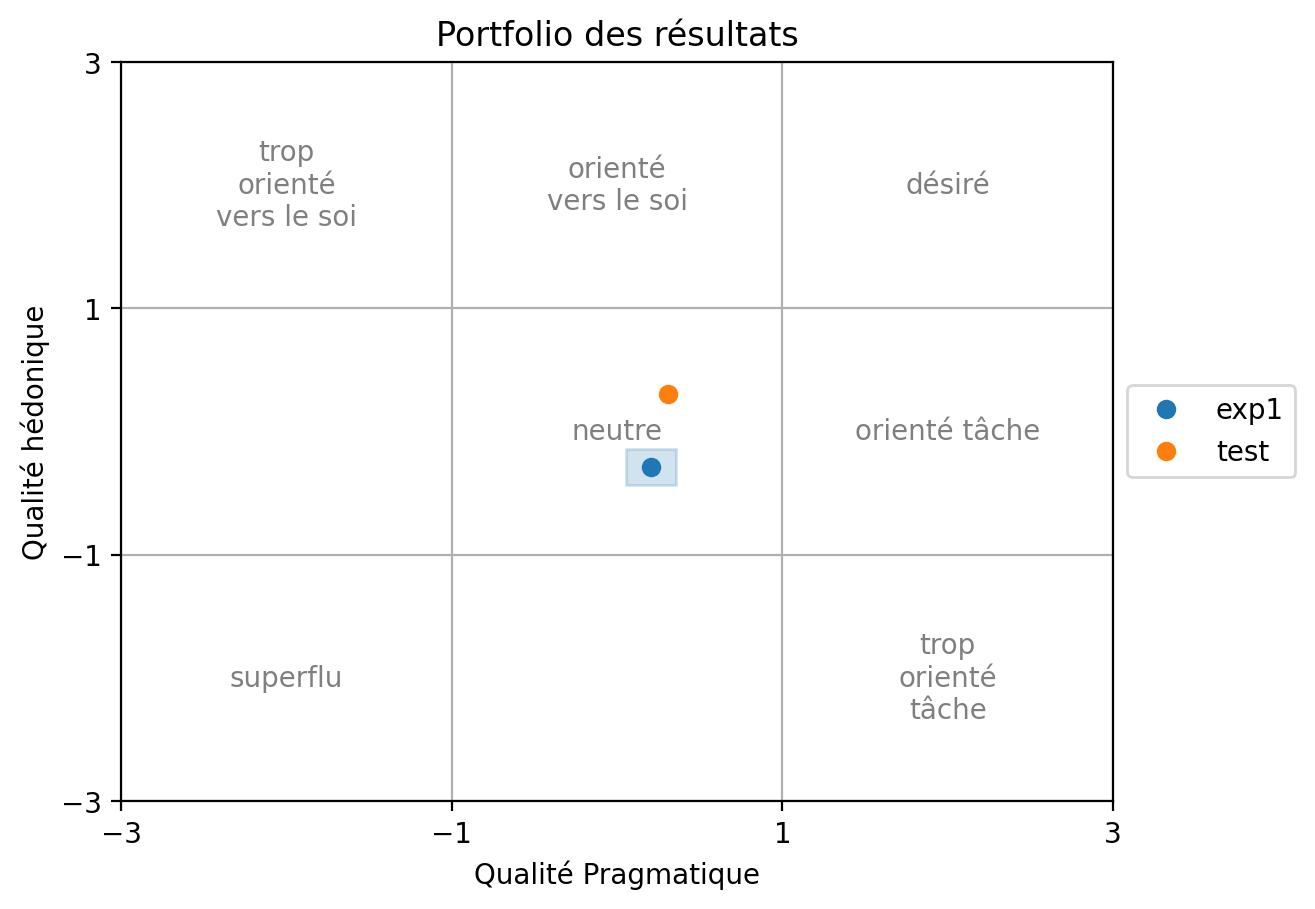 Portfolio des résultats
3
trop
orienté
vers le soi
orienté
vers le soi
désiré
1
Qualité hédonique
neutre
orienté tâche
exp1
test
−1
superflu
trop
orienté
tâche
−3
−3
−1
1
3
Qualité Pragmatique